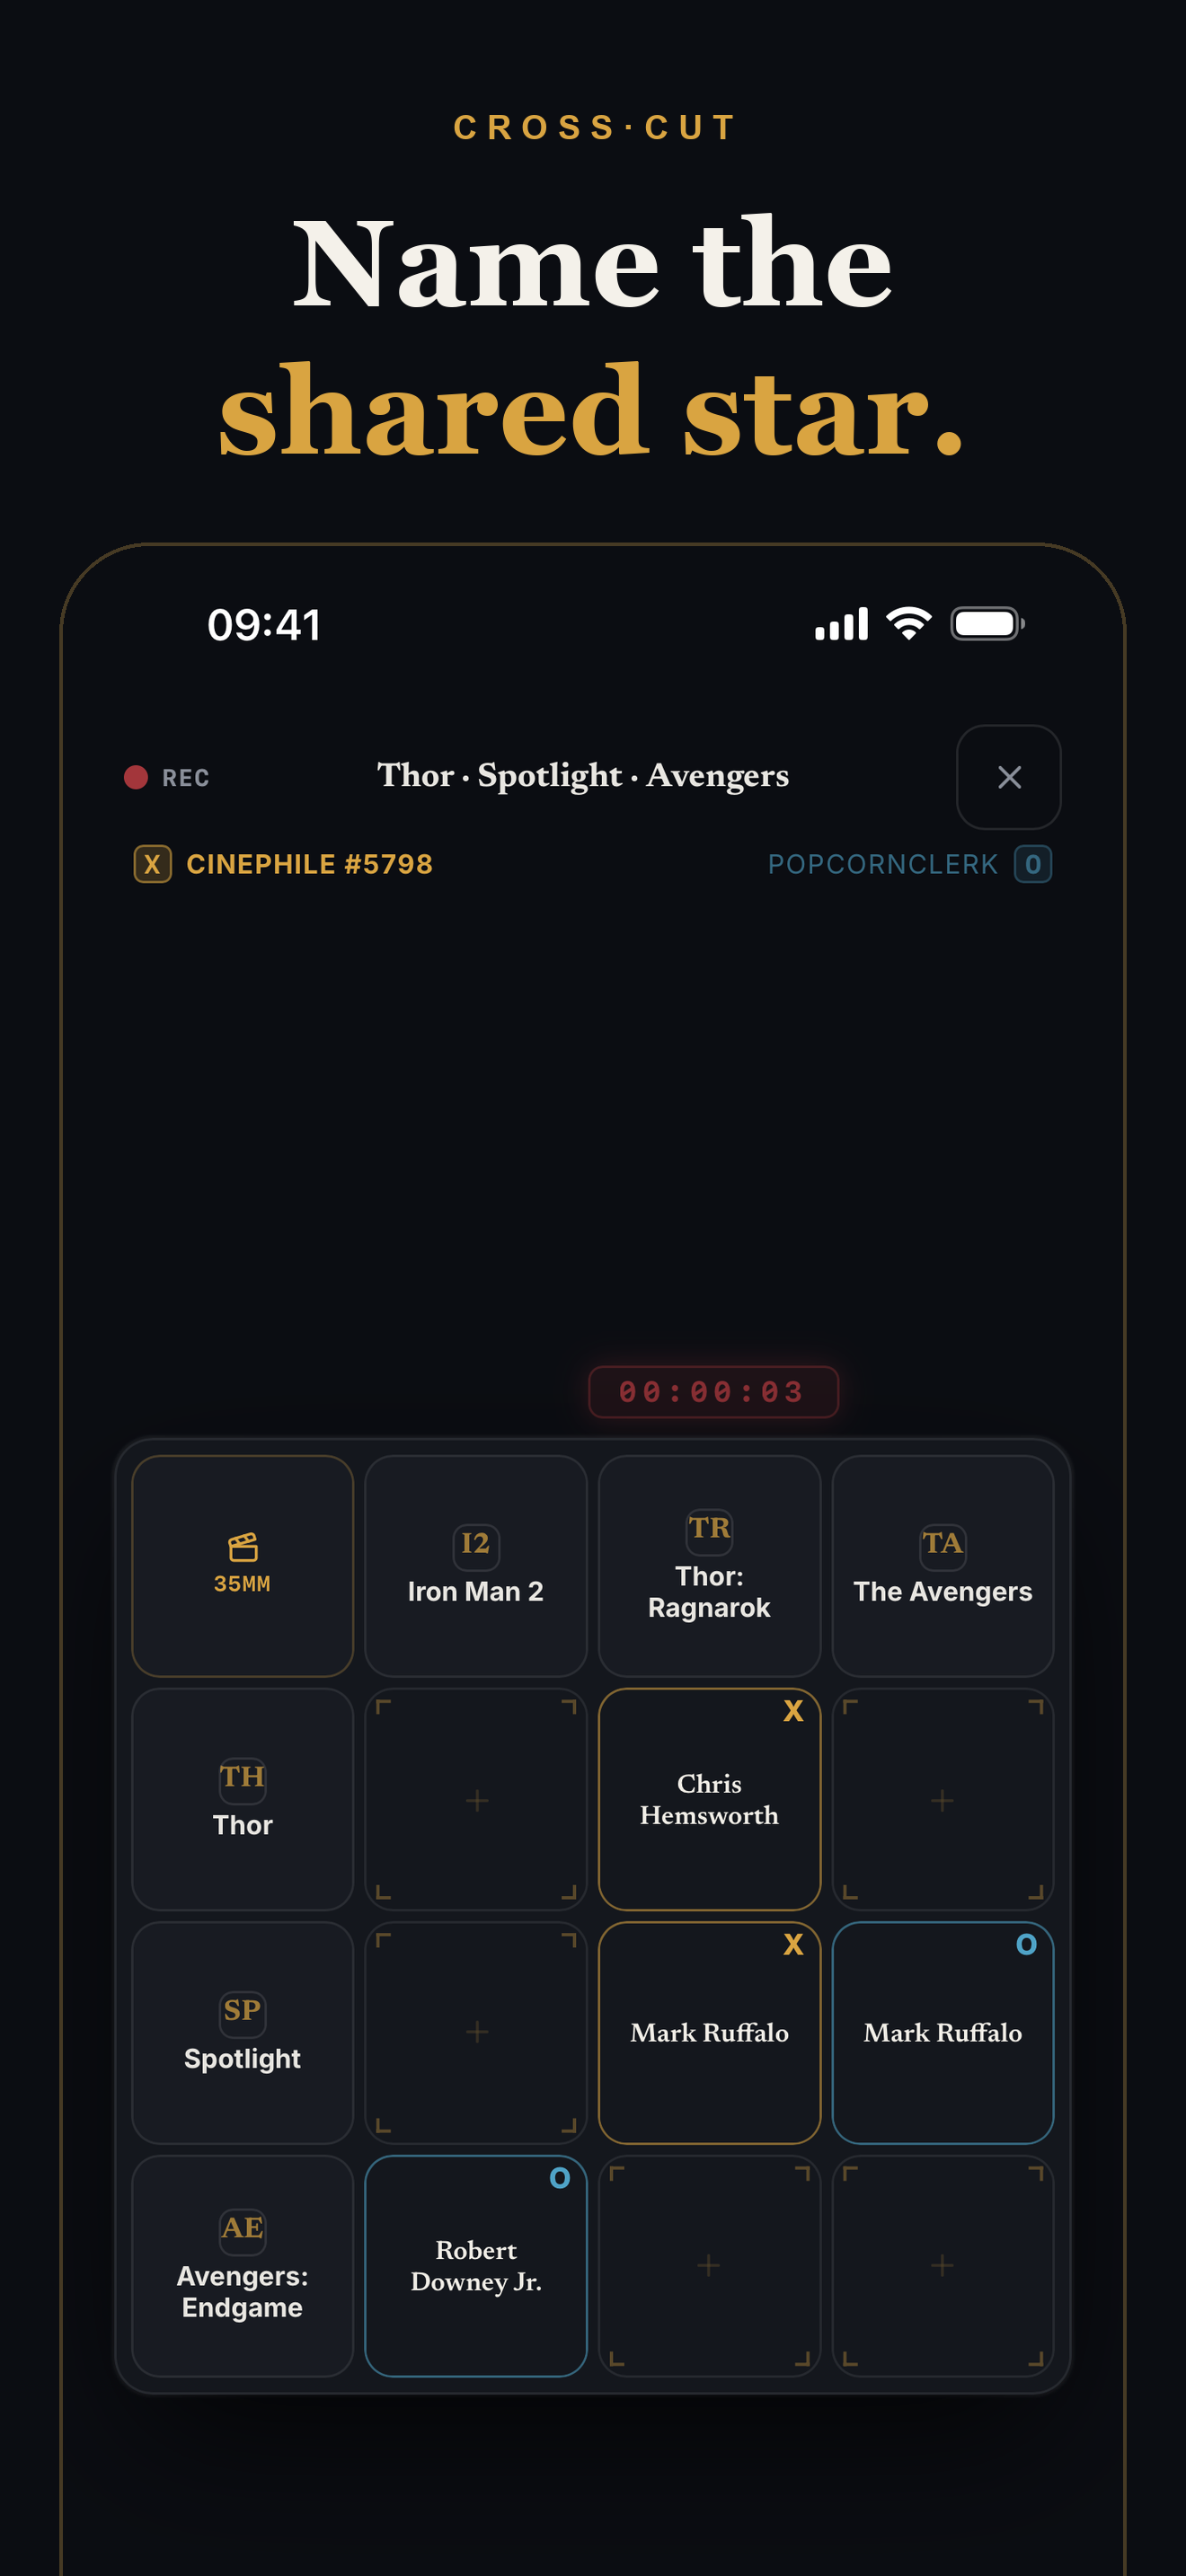 CROSS·CUT
Name the
shared star.
09:41
REC
Thor · Spotlight · Avengers
X CINEPHILE #5798
POPCORNCLERK O
00:00:03
35MM
I2
Iron Man 2
TR
Thor:
Ragnarok
TA
The Avengers
TH
Thor
X
Chris
Hemsworth
SP
Spotlight
X
Mark Ruffalo
O
Mark Ruffalo
AE
Avengers:
Endgame
O
Robert
Downey Jr.